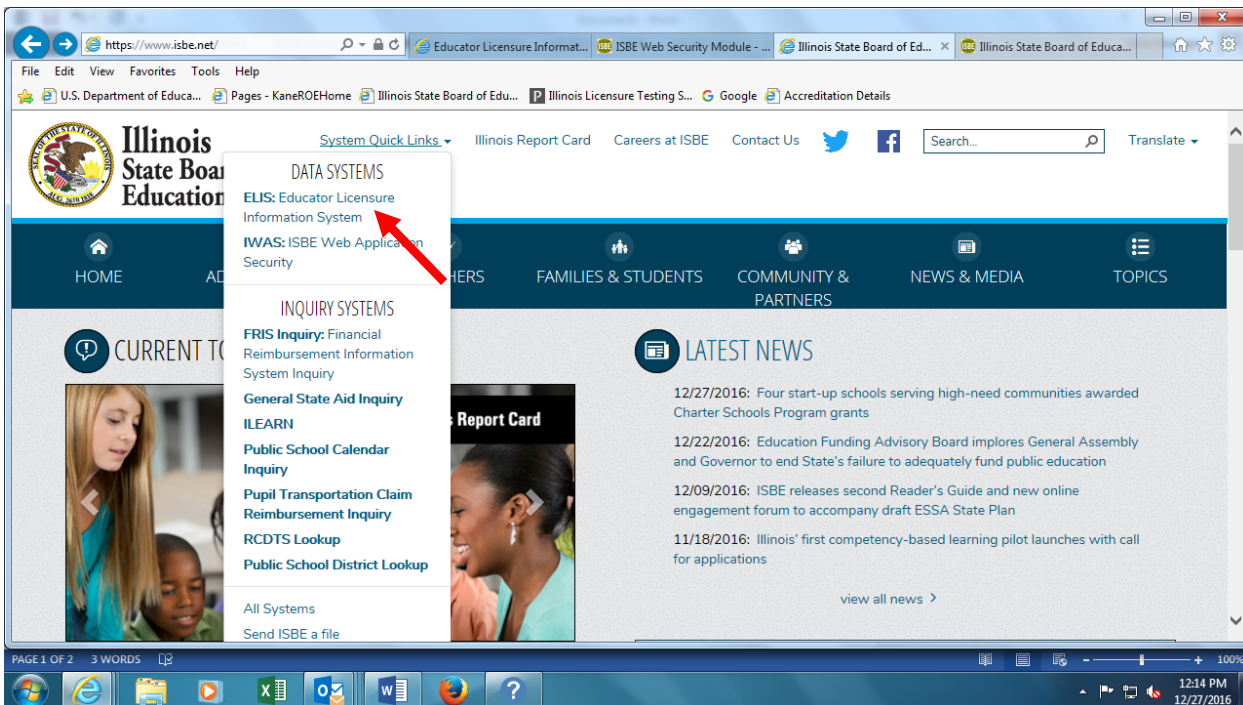 Document1 - Word
https://www.isbe.net/
Educator Licensure Informat...
ISBE Web Security Module - ...
Illinois State Board of Ed...
Illinois State Board of Educa...
File Edit View Favorites Tools Help
U.S. Department of Educa... Pages - KaneROEHome Illinois State Board of Edu... Illinois Licensure Testing S... Google Accreditation Details
Illinois
State Boar
Education
System Quick Links Illinois Report Card Careers at ISBE Contact Us Search... Translate
DATA SYSTEMS
ELIS: Educator Licensure
Information System
IWAS: ISBE Web Application
Security
INQUIRY SYSTEMS
FRIS Inquiry: Financial
Reimbursement Information
System Inquiry
General State Aid Inquiry
ILEARN
Public School Calendar
Inquiry
Pupil Transportation Claim
Reimbursement Inquiry
RCDTS Lookup
Public School District Lookup
All Systems
Send ISBE a file
HOME AD HERS FAMILIES & STUDENTS COMMUNITY &
PARTNERS NEWS & MEDIA TOPICS
CURRENT TO
s Report Card
LATEST NEWS
12/27/2016: Four start-up schools serving high-need communities awarded
Charter Schools Program grants
12/22/2016: Education Funding Advisory Board implores General Assembly
and Governor to end State's failure to adequately fund public education
12/09/2016: ISBE releases second Reader's Guide and new online
engagement forum to accompany draft ESSA State Plan
11/18/2016: Illinois' first competency-based learning pilot launches with call
for applications
view all news >
PAGE 1 OF 2 3 WORDS 100%
12:14 PM
12/27/2016